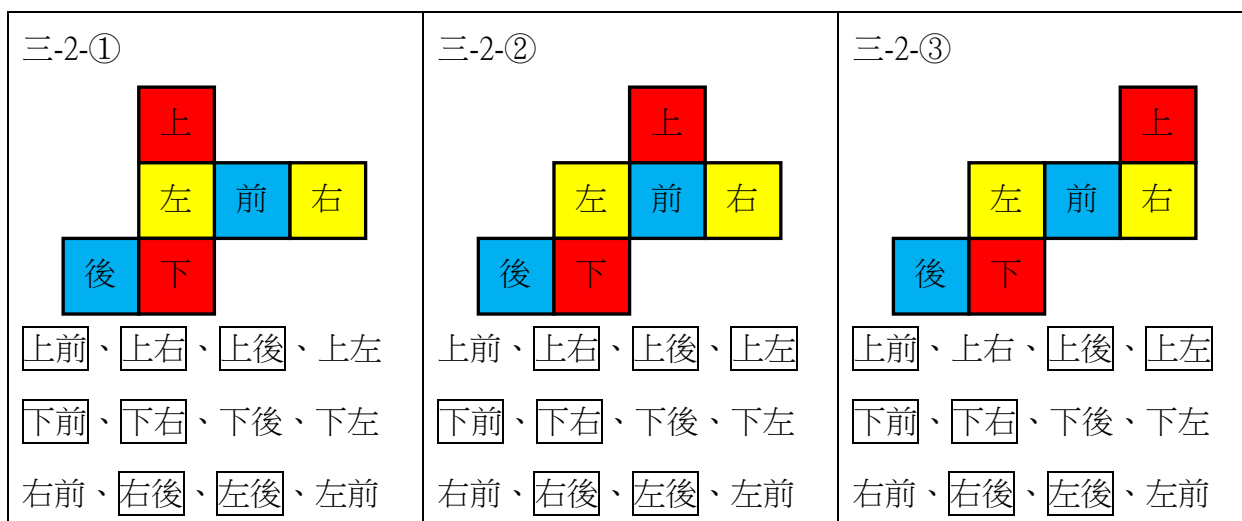 三-2-①
上
左 前 右
後 下
上前、上右、上後、上左
下前、下右、下後、下左
右前、右後、左後、左前
三-2-②
上
左 前 右
後 下
上前、上右、上後、上左
下前、下右、下後、下左
右前、右後、左後、左前
三-2-③
上
左 前 右
後 下
上前、上右、上後、上左
下前、下右、下後、下左
右前、右後、左後、左前